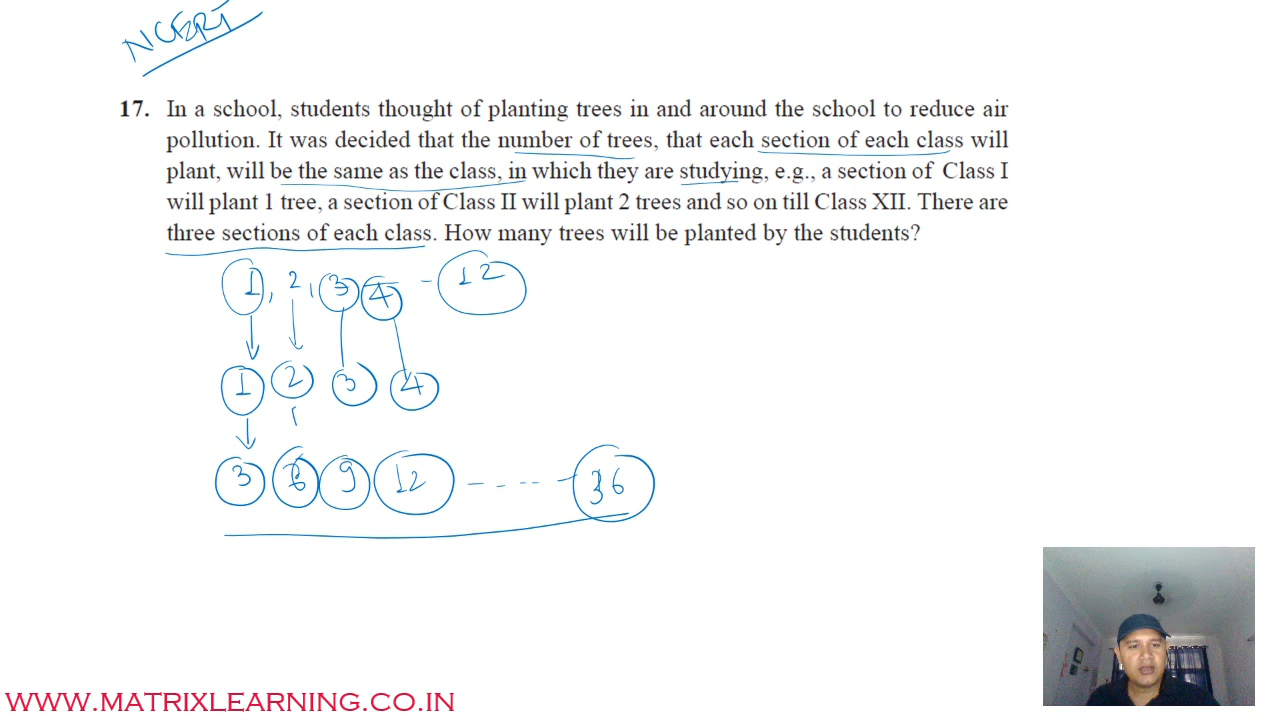 NCERT
17. In a school, students thought of planting trees in and around the school to reduce air
pollution. It was decided that the number of trees, that each section of each class will
plant, will be the same as the class, in which they are studying, e.g., a section of Class I
will plant 1 tree, a section of Class II will plant 2 trees and so on till Class XII. There are
three sections of each class. How many trees will be planted by the students?
1, 2, 3 4 - 12
1 2 3 4
3 6 9 12 ----- 36
WWW.MATRIXLEARNING.CO.IN